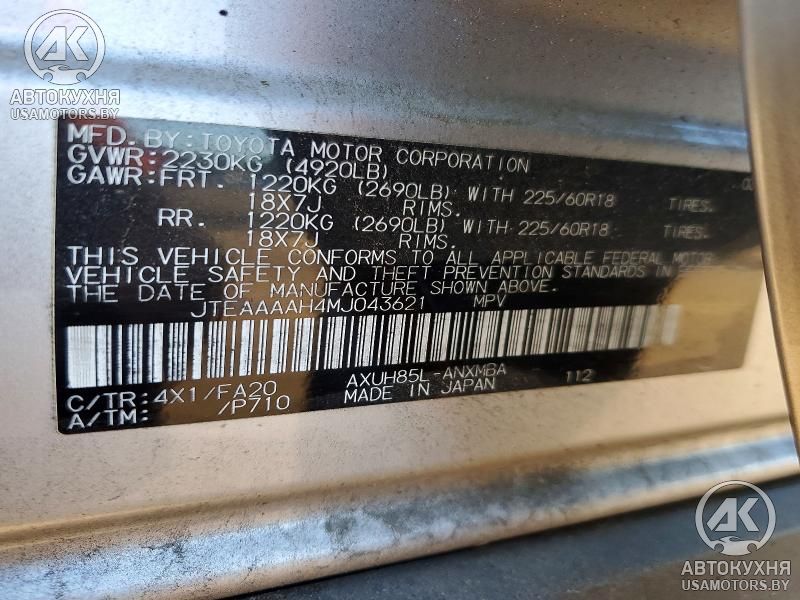 АК
АВТОКУХНЯ
USAMOTORS.BY
MFD. BY: TOYOTA MOTOR CORPORATION
GVWR: 2230KG (4920LB)
GAWR: FRT. 1220KG (2690LB) WITH 225/60R18 TIRES.
18X7J RIMS.
RR. 1220KG (2690LB) WITH 225/60R18 TIRES.
18X7J RIMS.
THIS VEHICLE CONFORMS TO ALL APPLICABLE FEDERAL MOTOR
VEHICLE SAFETY AND THEFT PREVENTION STANDARDS IN
THE DATE OF MANUFACTURE SHOWN ABOVE.
JTEAAAAH4MJ043621 MPV
C/TR: 4X1/FA20 AXUH85L-ANXMBA 112
A/TM: /P710 MADE IN JAPAN
АК
АВТОКУХНЯ
USAMOTORS.BY